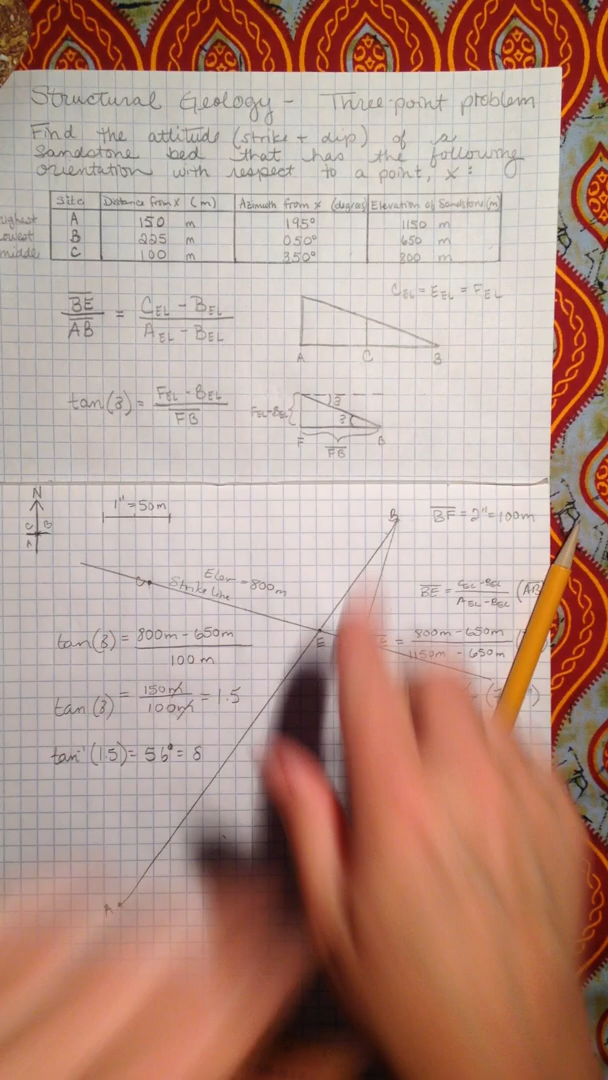 Structural Geology - Three-point problem
Find the attitude (strike + dip) of a
sandstone bed that has the following
orientation with respect to a point, x:
Site Distance from X (m) Azimuth from X Elevation of Sandstone (m)
A 150 m 195° 1150 m
lowest B 225 m 050° 650 m
middle C 100 m 350° 800 m
C_EL = E_EL = F_EL
BE/AB = (C_EL - B_EL)/(A_EL - B_EL)
A C B
tan(δ) = (F_EL - B_EL)/FB
F_EL - B_EL
F B
FB
N
1" = 50m
B
BF = 2" = 100m
C
Elev = 800m
Strike Line
BE = (C_EL - B_EL)/(A_EL - B_EL) (AB
E
tan(δ) = (800m - 650m)/100m
= (800m - 650m)/(1150m - 650m)
tan(δ) = 150m/100m = 1.5
tan⁻¹(1.5) = 56° = δ
A